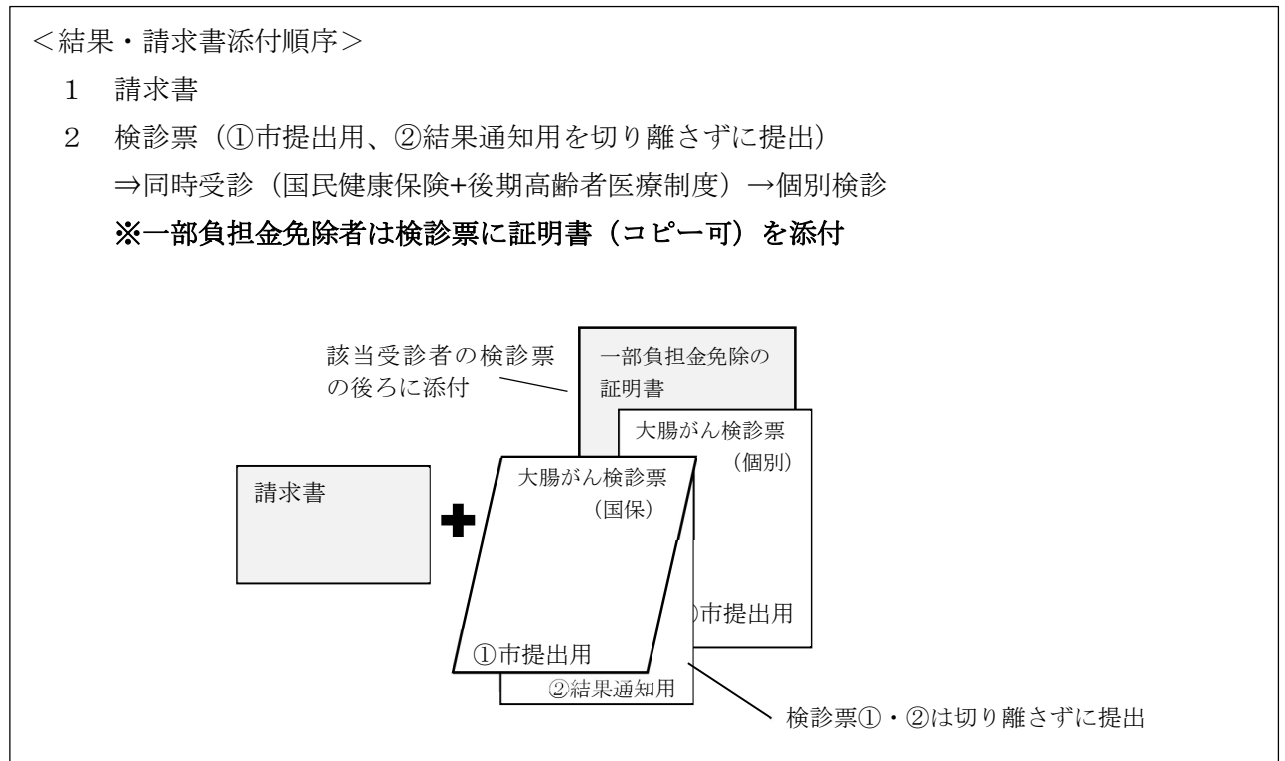 ＜結果・請求書添付順序＞
１　請求書
２　検診票（①市提出用、②結果通知用を切り離さずに提出）
⇒同時受診（国民健康保険+後期高齢者医療制度）→個別検診
※一部負担金免除者は検診票に証明書（コピー可）を添付
該当受診者の検診票
の後ろに添付
一部負担金免除の
証明書
大腸がん検診票
（個別）
大腸がん検診票
（国保）
請求書
市提出用
①市提出用
②結果通知用
検診票①・②は切り離さずに提出